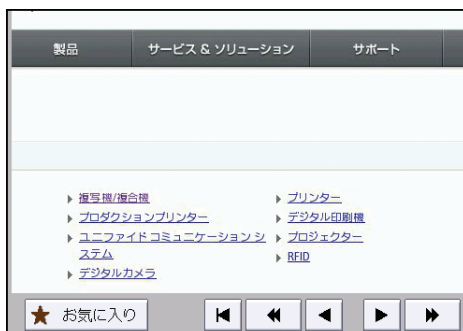 製品 サービス & ソリューション サポート
複写機/複合機 プリンター
プロダクションプリンター デジタル印刷機
ユニファイドコミュニケーションシ プロジェクター
ステム RFID
デジタルカメラ
お気に入り